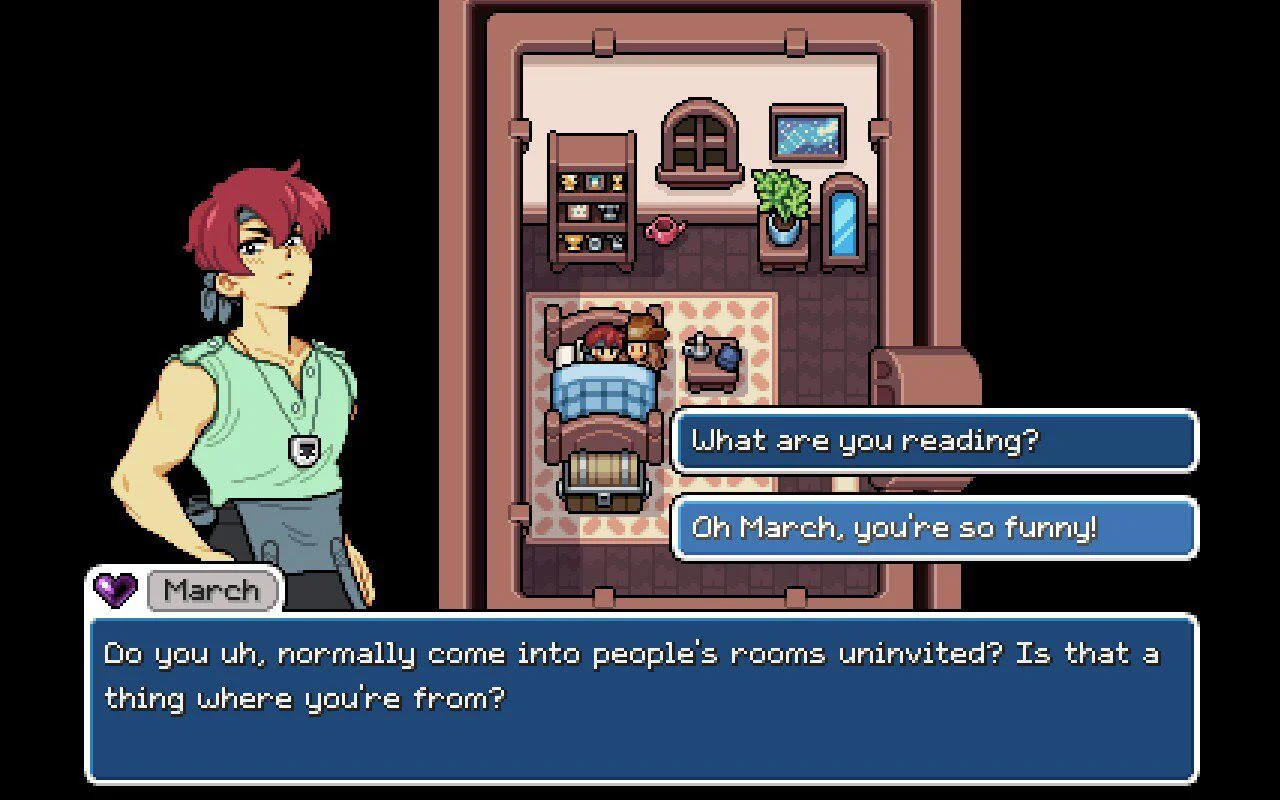 What are you reading?
Oh March, you're so funny!
March
Do you uh, normally come into people's rooms uninvited? Is that a
thing where you're from?